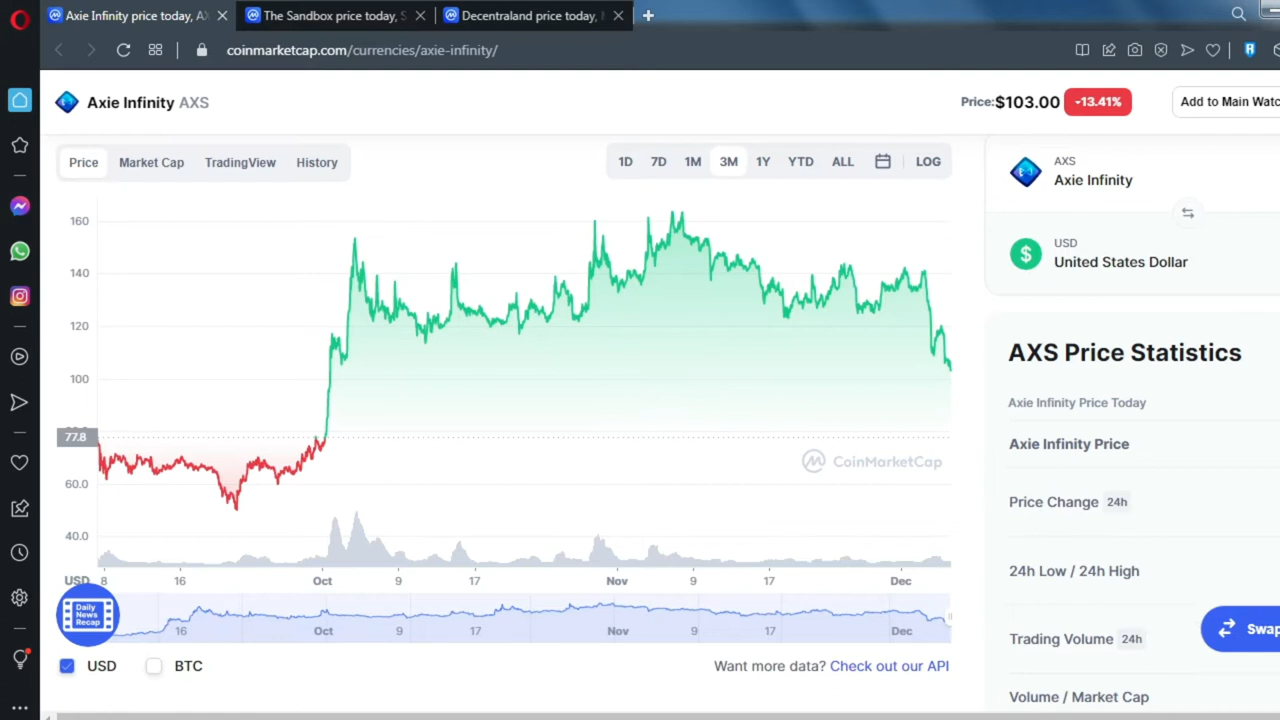 Axie Infinity price today, AX
The Sandbox price today, S
Decentraland price today, M
coinmarketcap.com/currencies/axie-infinity/
Axie Infinity AXS
Price:$103.00 -13.41%
Add to Main Watc
Price Market Cap TradingView History
1D 7D 1M 3M 1Y YTD ALL LOG
AXS
Axie Infinity
USD
United States Dollar
160
140
120
100
77.8
60.0
40.0
CoinMarketCap
USD 8 16 Oct 9 17 Nov 9 17 Dec
16 Oct 9 17 Nov 9 17 Dec
Daily
News
Recap
USD BTC
Want more data? Check out our API
AXS Price Statistics
Axie Infinity Price Today
Axie Infinity Price
Price Change 24h
24h Low / 24h High
Trading Volume 24h
Swap
Volume / Market Cap